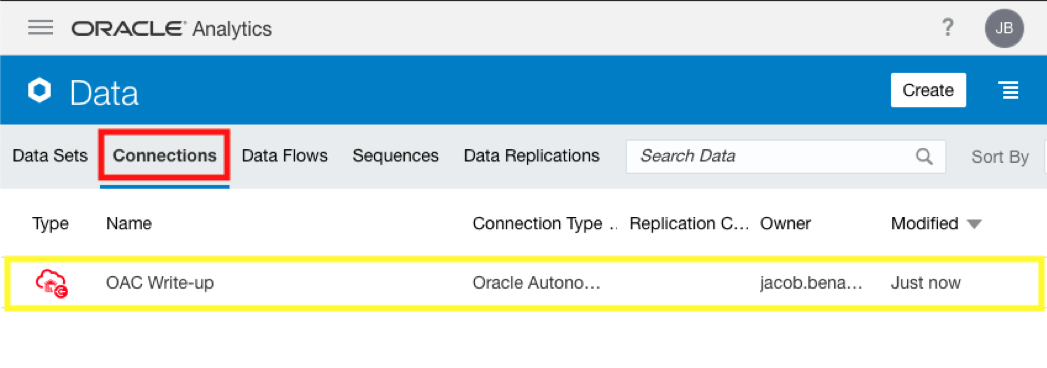 ORACLE® Analytics ? JB
Data Create
Data Sets Connections Data Flows Sequences Data Replications Search Data Sort By
Type Name Connection Type .. Replication C... Owner Modified
OAC Write-up Oracle Autono... jacob.bena... Just now